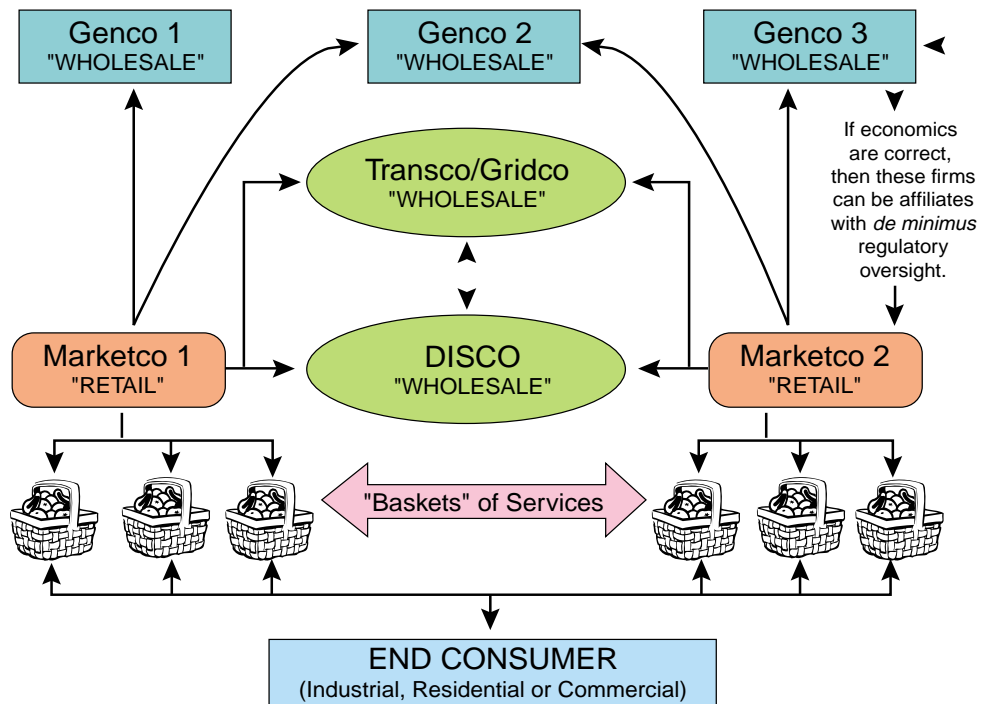 Genco 1
"WHOLESALE"
Genco 2
"WHOLESALE"
Genco 3
"WHOLESALE"
If economics
are correct,
then these firms
can be affiliates
with de minimus
regulatory
oversight.
Transco/Gridco
"WHOLESALE"
Marketco 1
"RETAIL"
DISCO
"WHOLESALE"
Marketco 2
"RETAIL"
"Baskets" of Services
END CONSUMER
(Industrial, Residential or Commercial)